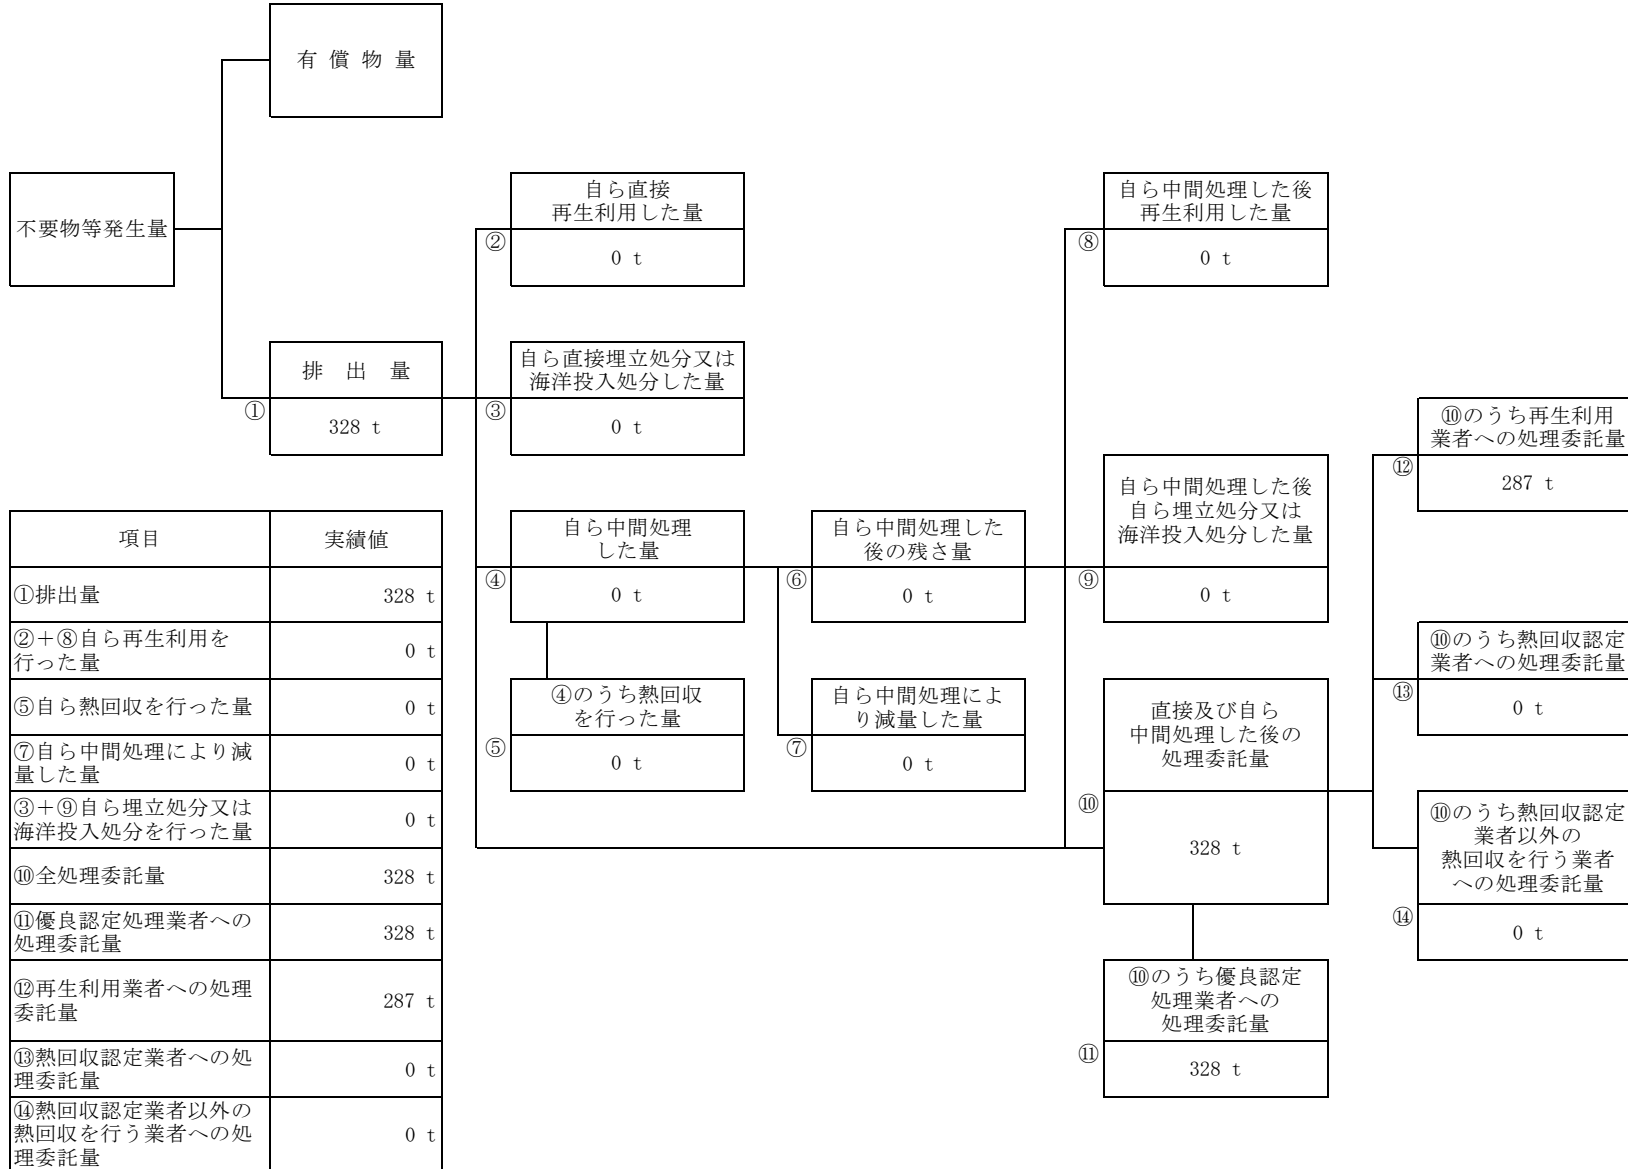 有 償 物 量
不要物等発生量
排 出 量
①
328 t
自ら直接
再生利用した量
②
0 t
自ら直接埋立処分又は
海洋投入処分した量
③
0 t
自ら中間処理
した量
④
0 t
④のうち熱回収
を行った量
⑤
0 t
自ら中間処理した
後の残さ量
⑥
0 t
自ら中間処理によ
り減量した量
⑦
0 t
自ら中間処理した後
再生利用した量
⑧
0 t
自ら中間処理した後
自ら埋立処分又は
海洋投入処分した量
⑨
0 t
直接及び自ら
中間処理した後の
処理委託量
⑩
328 t
⑩のうち優良認定
処理業者への
処理委託量
⑪
328 t
⑩のうち再生利用
業者への処理委託量
⑫
287 t
⑩のうち熱回収認定
業者への処理委託量
⑬
0 t
⑩のうち熱回収認定
業者以外の
熱回収を行う業者
への処理委託量
⑭
0 t
項目 実績値
①排出量 328 t
②＋⑧自ら再生利用を
行った量 0 t
⑤自ら熱回収を行った量 0 t
⑦自ら中間処理により減
量した量 0 t
③＋⑨自ら埋立処分又は
海洋投入処分を行った量 0 t
⑩全処理委託量 328 t
⑪優良認定処理業者への
処理委託量 328 t
⑫再生利用業者への処理
委託量 287 t
⑬熱回収認定業者への処
理委託量 0 t
⑭熱回収認定業者以外の
熱回収を行う業者への処
理委託量 0 t